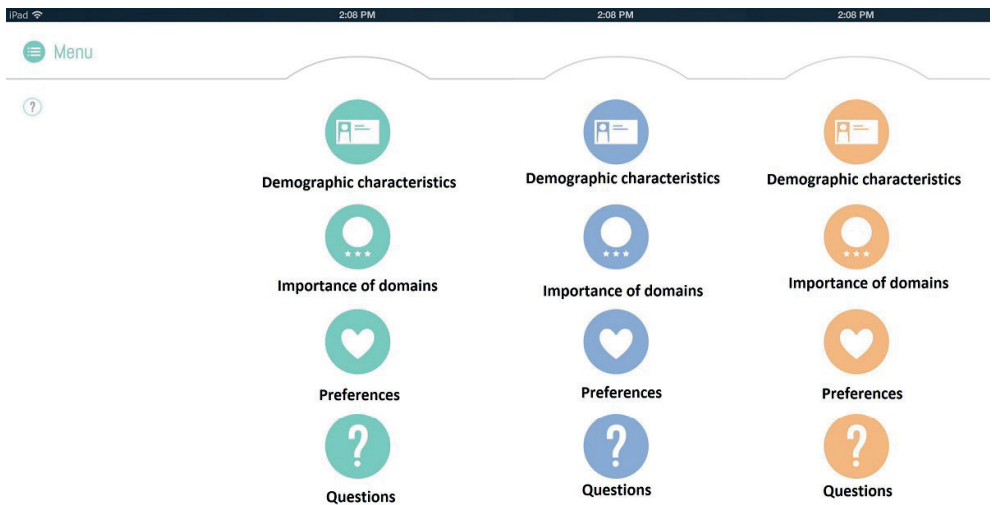 iPad 2:08 PM 2:08 PM 2:08 PM
Menu
?
Demographic characteristics Demographic characteristics Demographic characteristics
Importance of domains Importance of domains Importance of domains
Preferences Preferences Preferences
? ? ?
Questions Questions Questions